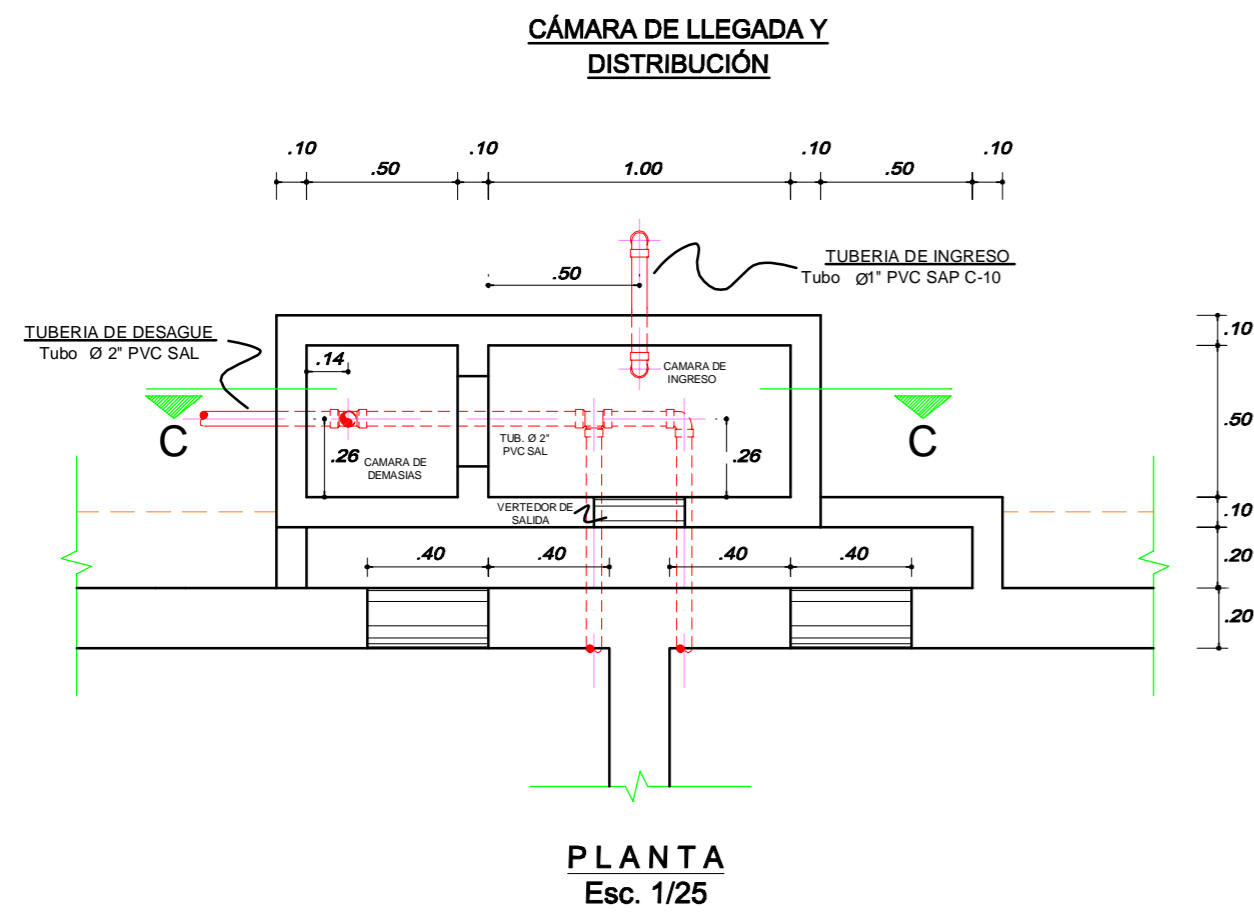 CÁMARA DE LLEGADA Y
DISTRIBUCIÓN
.10
.50
.10
1.00
.10
.50
.10
.50
TUBERIA DE INGRESO
Tubo Ø1" PVC SAP C-10
TUBERIA DE DESAGUE
Tubo Ø 2" PVC SAL
.14
CAMARA DE
INGRESO
.10
C
C
.50
TUB. Ø 2"
PVC SAL
.26
CAMARA DE
DEMASIAS
.26
VERTEDOR DE
SALIDA
.10
.40
.40
.40
.40
.20
.20
PLANTA
Esc. 1/25